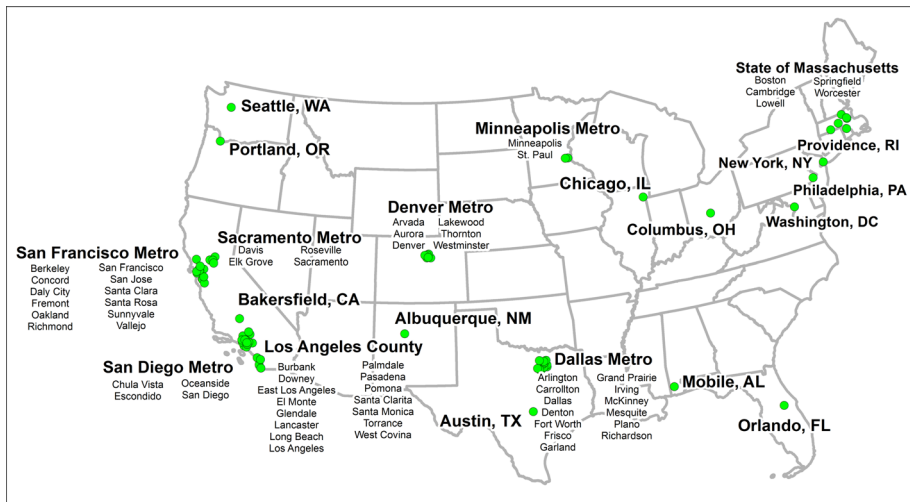 State of Massachusetts
Boston
Cambridge
Lowell
Springfield
Worcester
Seattle, WA
Portland, OR
Minneapolis Metro
Minneapolis
St. Paul
Providence, RI
New York, NY
Chicago, IL
Philadelphia, PA
Denver Metro
Arvada
Aurora
Denver
Lakewood
Thornton
Westminster
Washington, DC
Columbus, OH
Sacramento Metro
Davis
Elk Grove
Roseville
Sacramento
San Francisco Metro
Berkeley
Concord
Daly City
Fremont
Oakland
Richmond
San Francisco
San Jose
Santa Clara
Santa Rosa
Sunnyvale
Vallejo
Bakersfield, CA
Albuquerque, NM
Los Angeles County
Burbank
Downey
East Los Angeles
El Monte
Glendale
Lancaster
Long Beach
Los Angeles
Palmdale
Pasadena
Pomona
Santa Clarita
Santa Monica
Torrance
West Covina
San Diego Metro
Chula Vista
Escondido
Oceanside
San Diego
Dallas Metro
Arlington
Carrollton
Dallas
Denton
Fort Worth
Frisco
Garland
Grand Prairie
Irving
McKinney
Mesquite
Plano
Richardson
Mobile, AL
Austin, TX
Orlando, FL